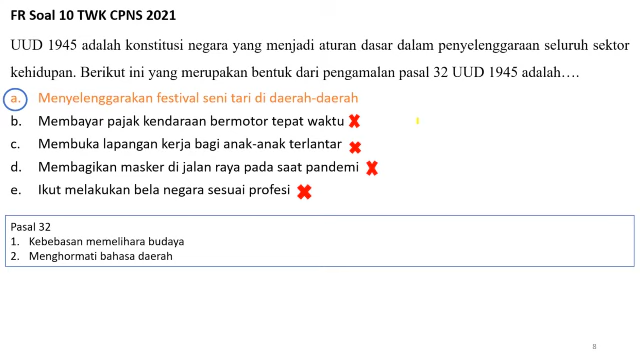 FR Soal 10 TWK CPNS 2021
UUD 1945 adalah konstitusi negara yang menjadi aturan dasar dalam penyelenggaraan seluruh sektor
kehidupan. Berikut ini yang merupakan bentuk dari pengamalan pasal 32 UUD 1945 adalah….
a. Menyelenggarakan festival seni tari di daerah-daerah
b. Membayar pajak kendaraan bermotor tepat waktu
c. Membuka lapangan kerja bagi anak-anak terlantar
d. Membagikan masker di jalan raya pada saat pandemi
e. Ikut melakukan bela negara sesuai profesi
Pasal 32
1. Kebebasan memelihara budaya
2. Menghormati bahasa daerah
8